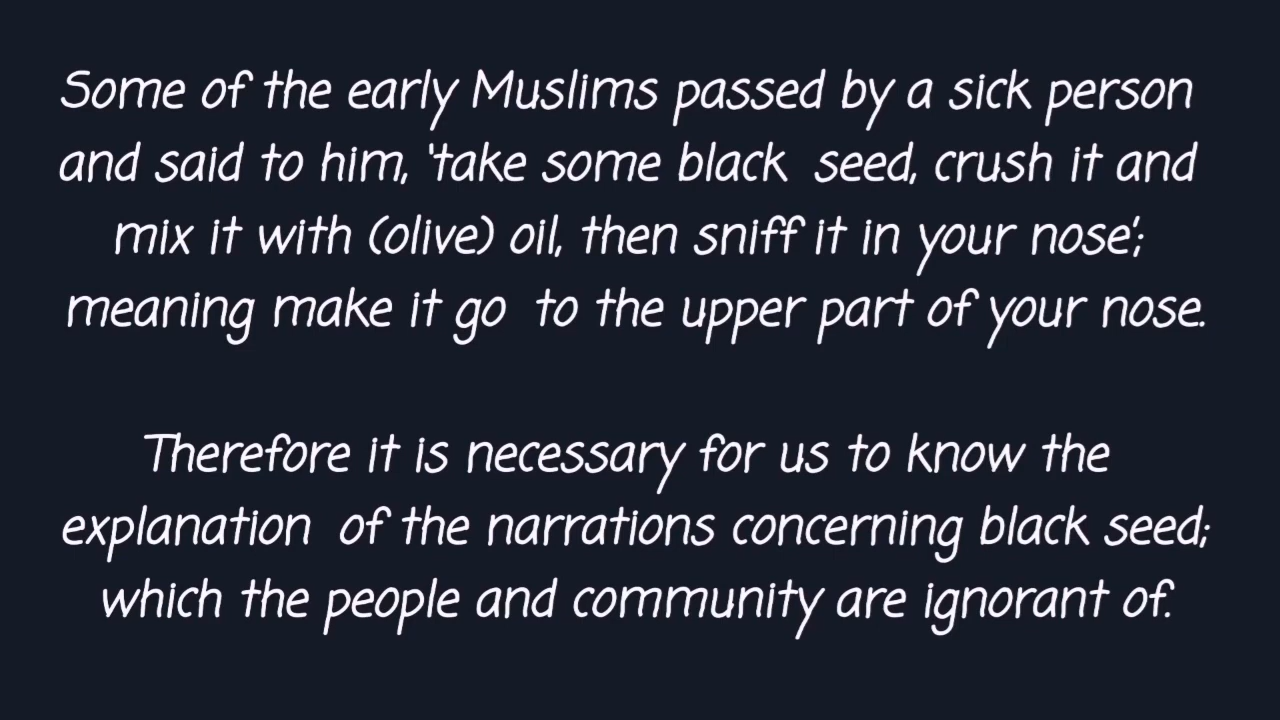 Some of the early Muslims passed by a sick person
and said to him, 'take some black seed, crush it and
mix it with (olive) oil, then sniff it in your nose';
meaning make it go to the upper part of your nose.
Therefore it is necessary for us to know the
explanation of the narrations concerning black seed;
which the people and community are ignorant of.